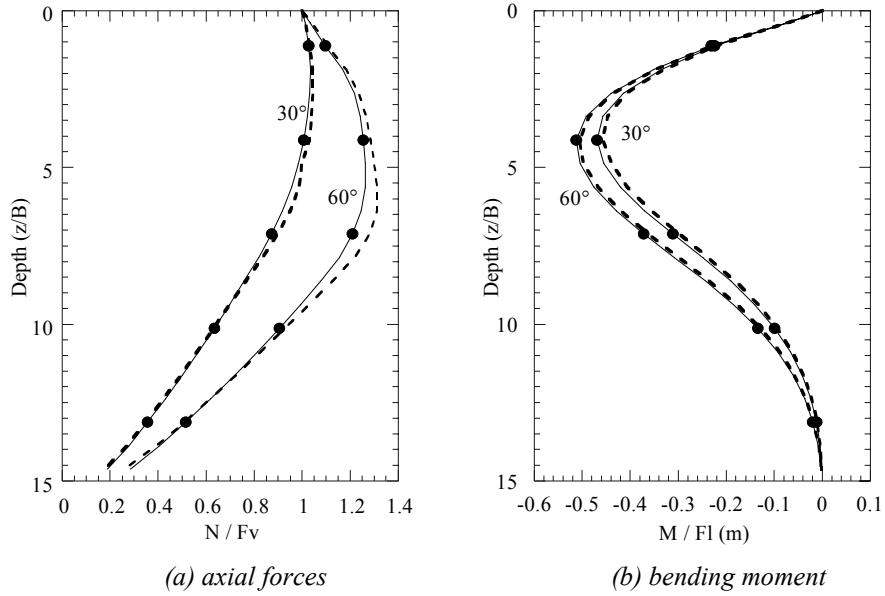 0
5
10
15
Depth (z/B)
30°
60°
0 0.2 0.4 0.6 0.8 1 1.2 1.4
N / Fv
(a) axial forces
0
5
10
15
Depth (z/B)
30°
60°
-0.6 -0.5 -0.4 -0.3 -0.2 -0.1 0 0.1
M / Fl (m)
(b) bending moment